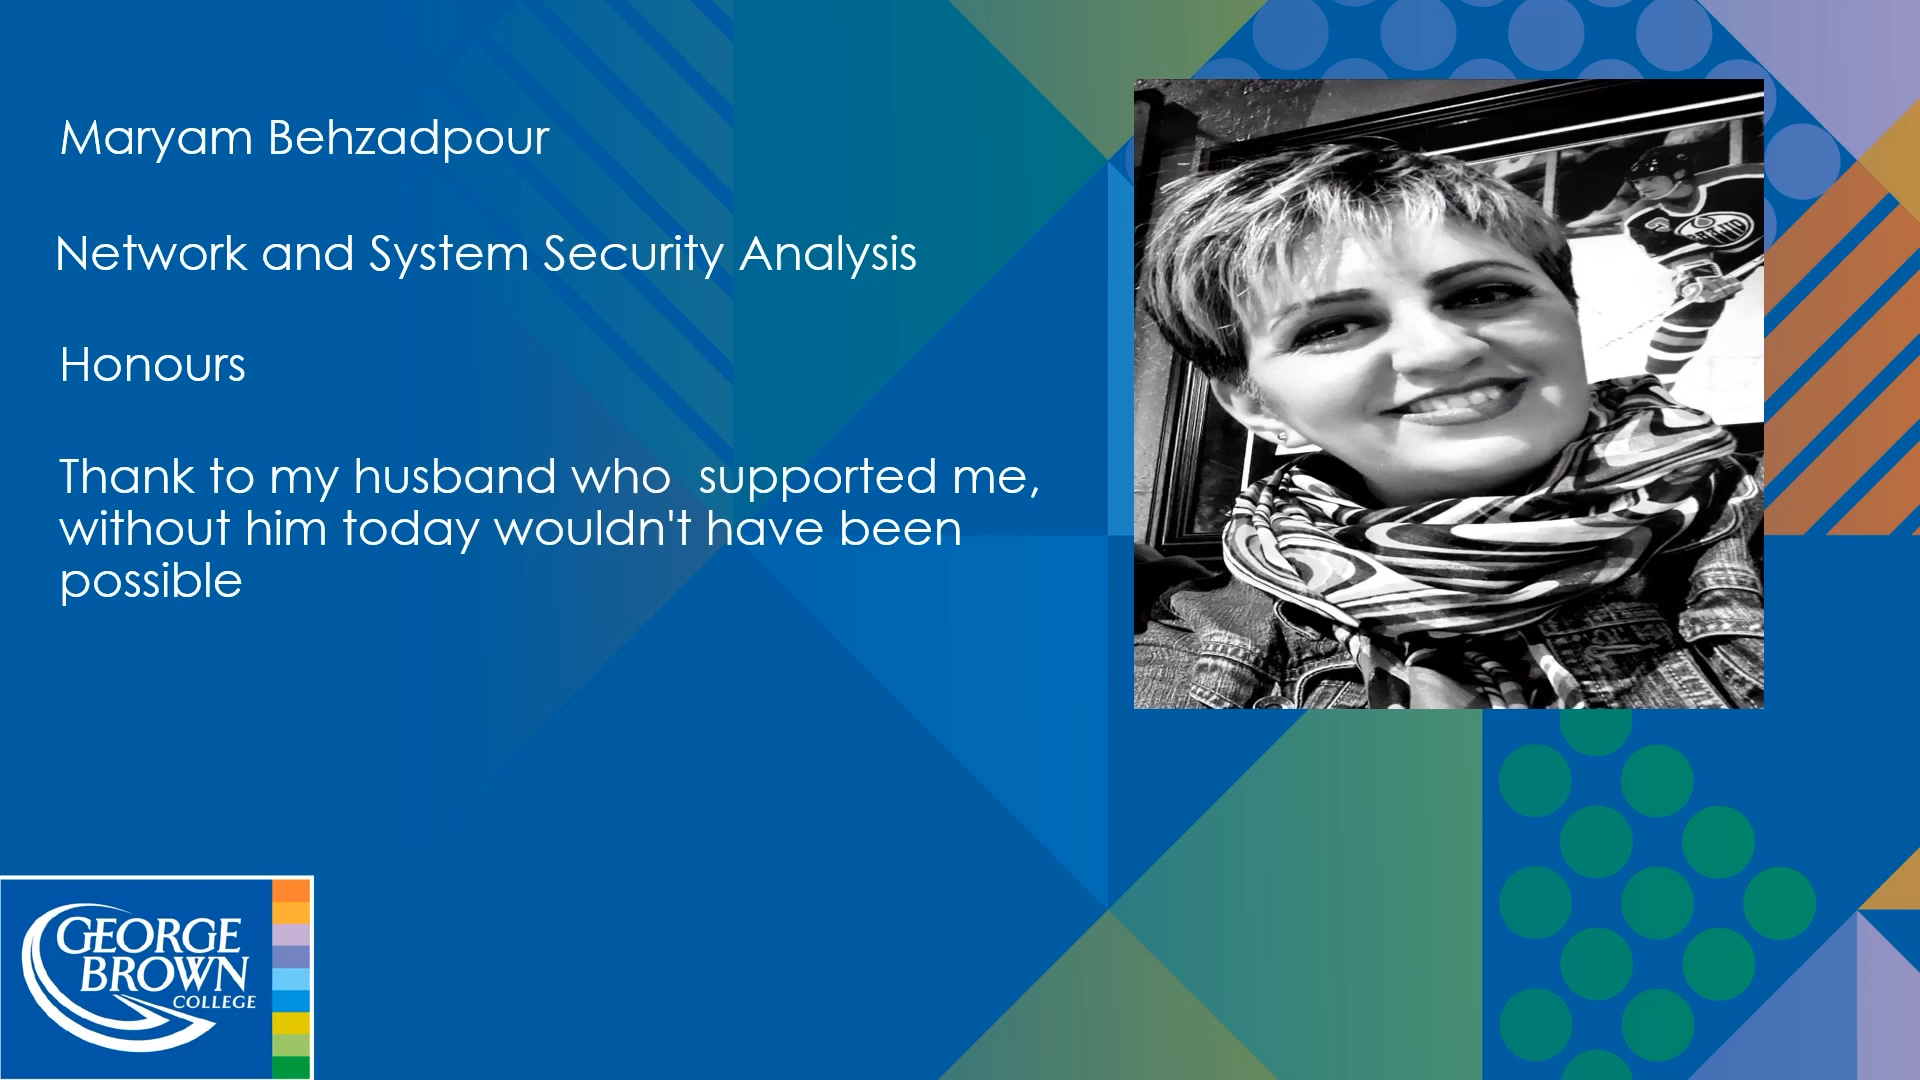 Maryam Behzadpour
Network and System Security Analysis
Honours
Thank to my husband who  supported me,
without him today wouldn't have been
possible
GEORGE
BROWN
COLLEGE